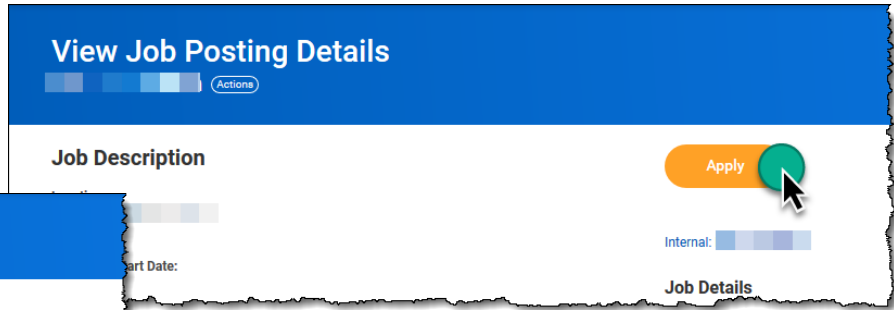 View Job Posting Details
Actions
Job Description
Apply
Internal:
art Date:
Job Details